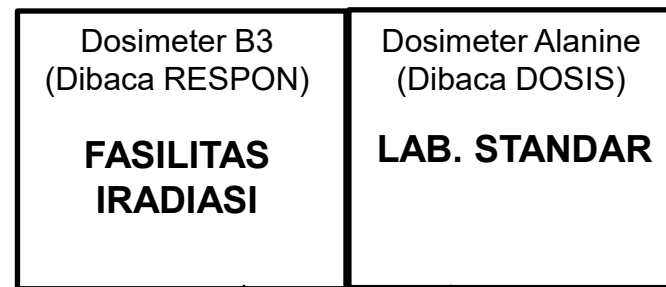 Dosimeter B3
(Dibaca RESPON)
FASILITAS
IRADIASI
Dosimeter Alanine
(Dibaca DOSIS)
LAB. STANDAR